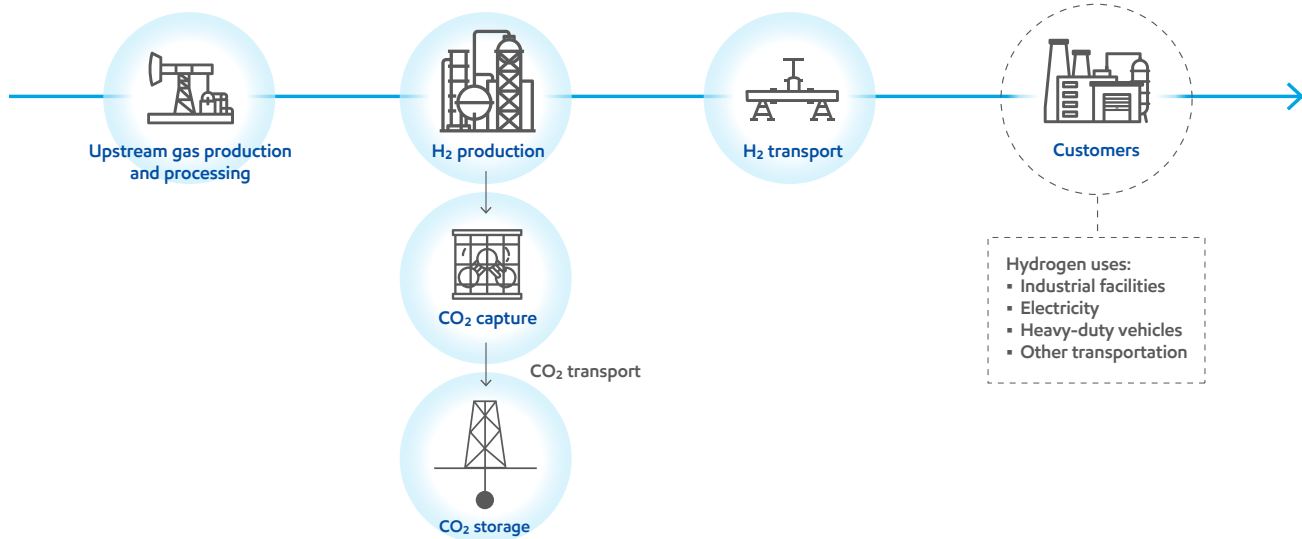 Upstream gas production
and processing
H₂ production
H₂ transport
Customers
CO₂ capture
CO₂ transport
CO₂ storage
Hydrogen uses:
▪ Industrial facilities
▪ Electricity
▪ Heavy-duty vehicles
▪ Other transportation